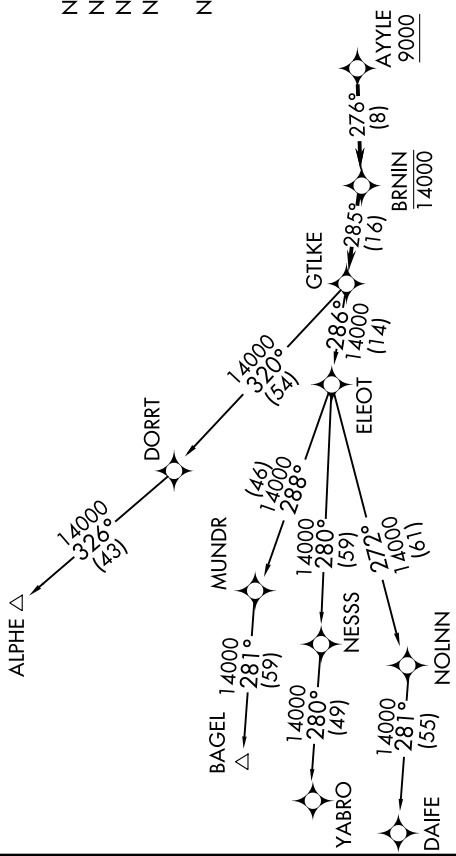 N
N
N
N
N
AYYLE
9000
276°
(8)
BRNIN
14000
285°
(16)
GTLKE
286°
14000
(14)
ELEOT
14000
320°
(54)
DORRT
14000
326°
(43)
ALPHE
(46)
14000
288°
MUNDR
14000
281°
(59)
BAGEL
14000
280°
(59)
NESSS
14000
280°
(49)
YABRO
272°
14000
(61)
NOLNN
14000
281°
(55)
DAIFE